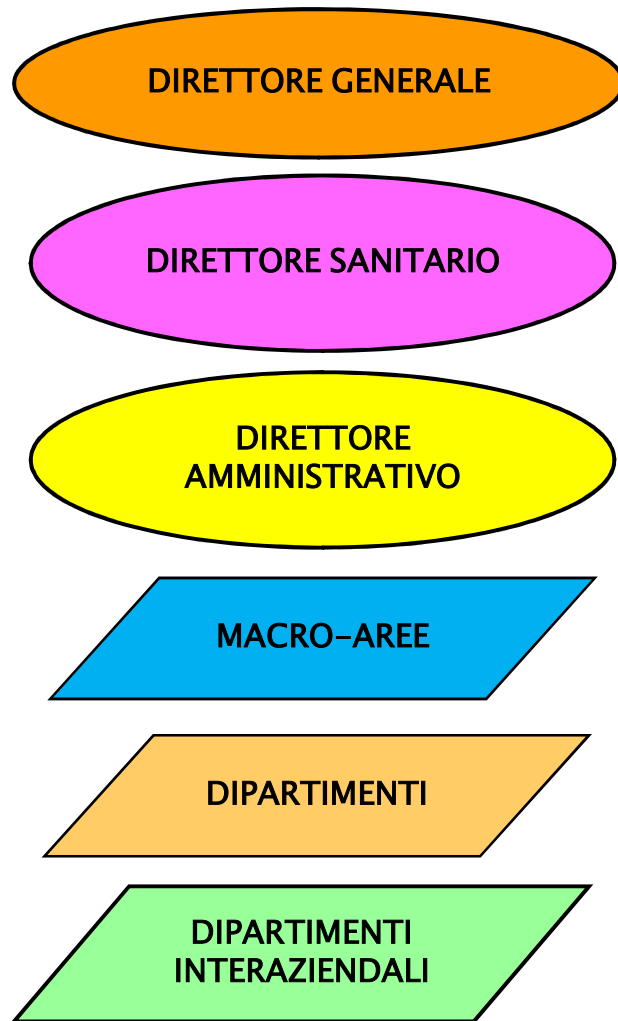 DIRETTORE GENERALE
DIRETTORE SANITARIO
DIRETTORE
AMMINISTRATIVO
MACRO-AREE
DIPARTIMENTI
DIPARTIMENTI
INTERAZIENDALI